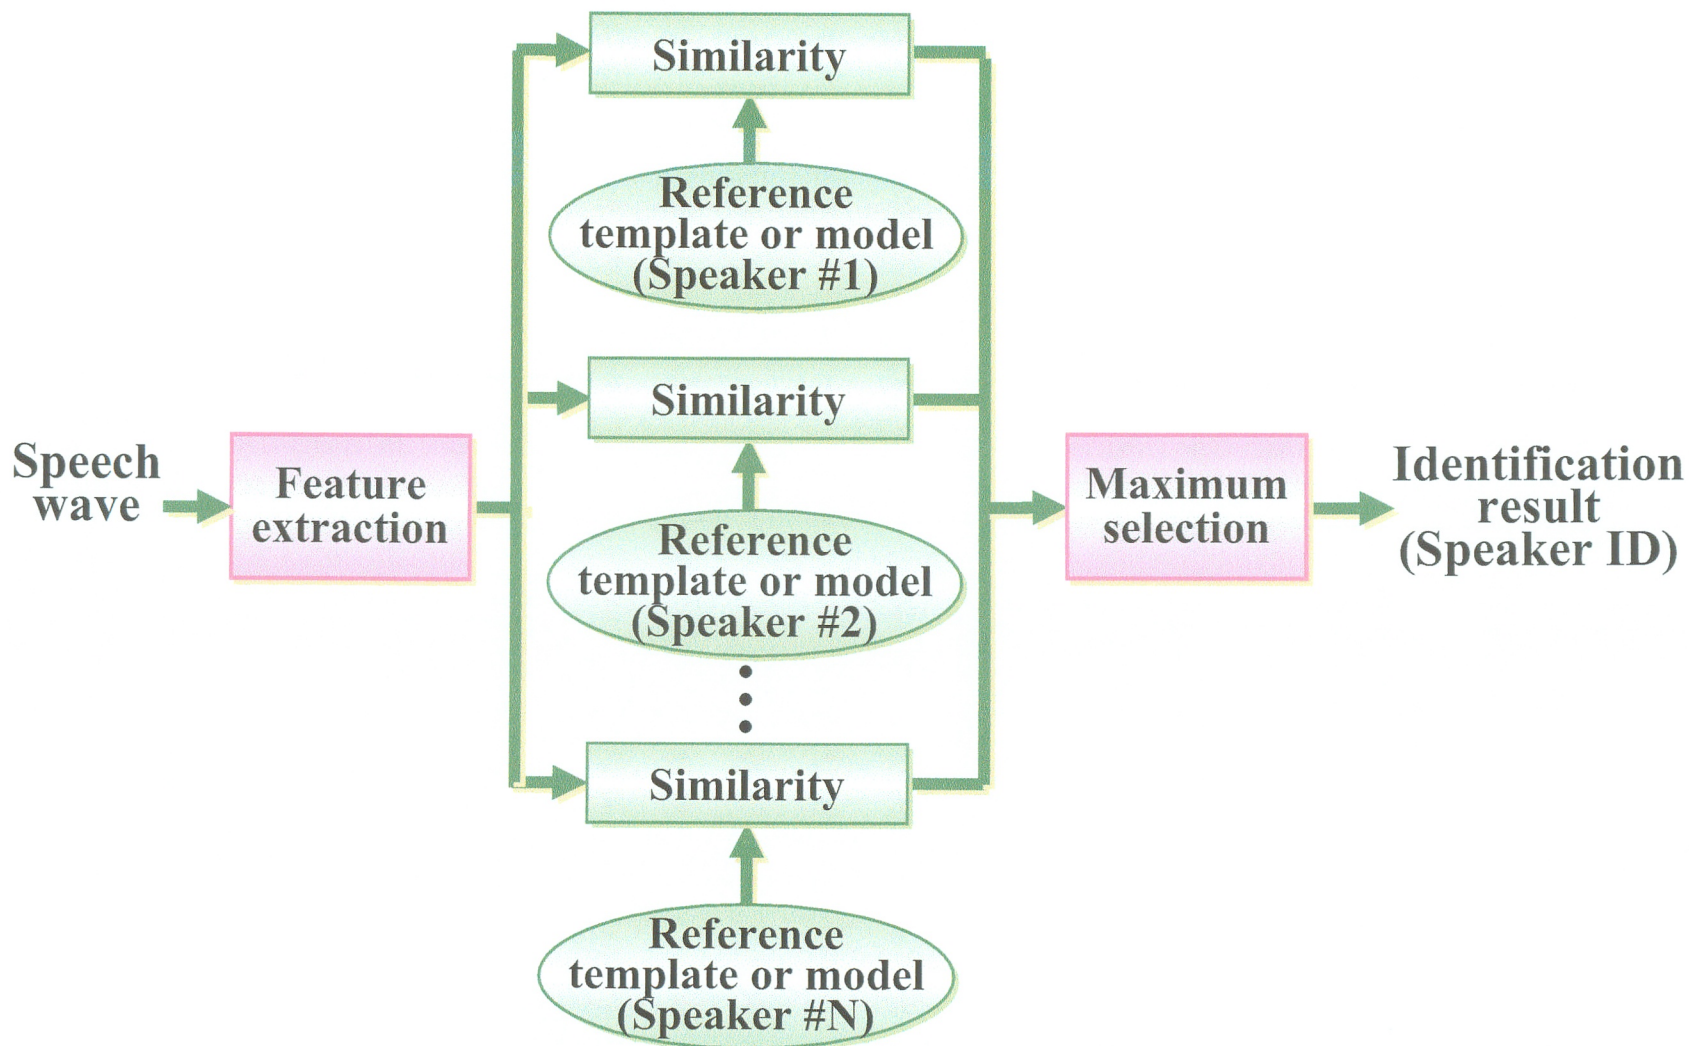 Speech
wave
Feature
extraction
Similarity
Reference
template or model
(Speaker #1)
Similarity
Reference
template or model
(Speaker #2)
Similarity
Reference
template or model
(Speaker #N)
Maximum
selection
Identification
result
(Speaker ID)